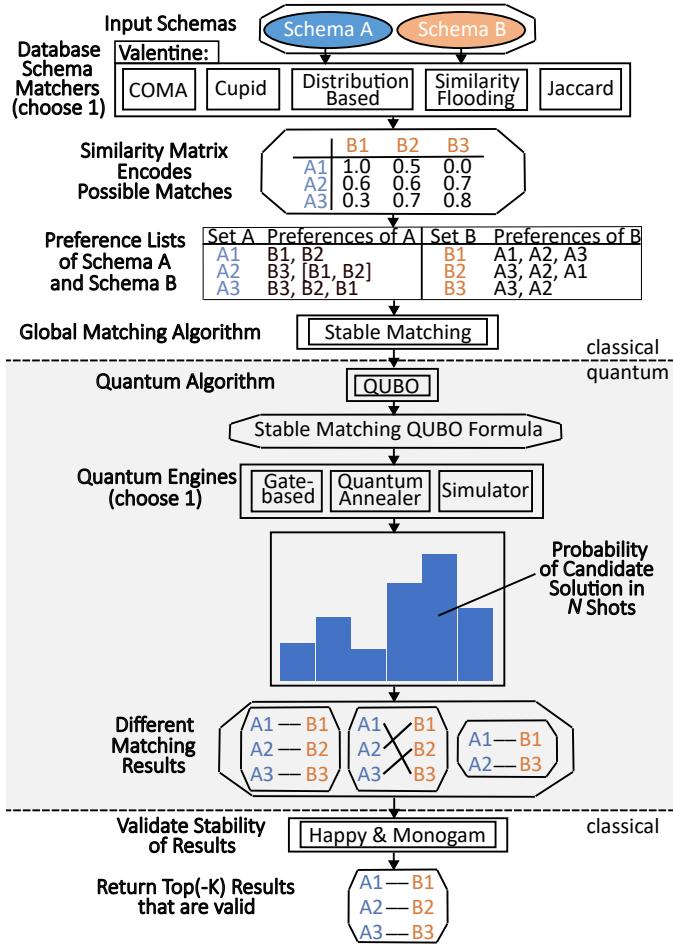 Input Schemas
Schema A
Schema B
Database
Schema
Matchers
(choose 1)
Valentine:
COMA
Cupid
Distribution
Based
Similarity
Flooding
Jaccard
Similarity Matrix
Encodes
Possible Matches
B1 B2 B3
A1 1.0 0.5 0.0
A2 0.6 0.6 0.7
A3 0.3 0.7 0.8
Preference Lists
of Schema A
and Schema B
Set A Preferences of A Set B Preferences of B
A1 B1, B2 B1 A1, A2, A3
A2 B3, [B1, B2] B2 A3, A2, A1
A3 B3, B2, B1 B3 A3, A2
Global Matching Algorithm
Stable Matching
classical
quantum
Quantum Algorithm
QUBO
Stable Matching QUBO Formula
Quantum Engines
(choose 1)
Gate-
based
Quantum
Annealer
Simulator
Probability
of Candidate
Solution in
N Shots
Different
Matching
Results
A1 B1
A2 B2
A3 B3
A1 B1
A2 B2
A3 B3
A1 B1
A2 B3
classical
Validate Stability
of Results
Happy & Monogam
Return Top(-K) Results
that are valid
A1 B1
A2 B2
A3 B3